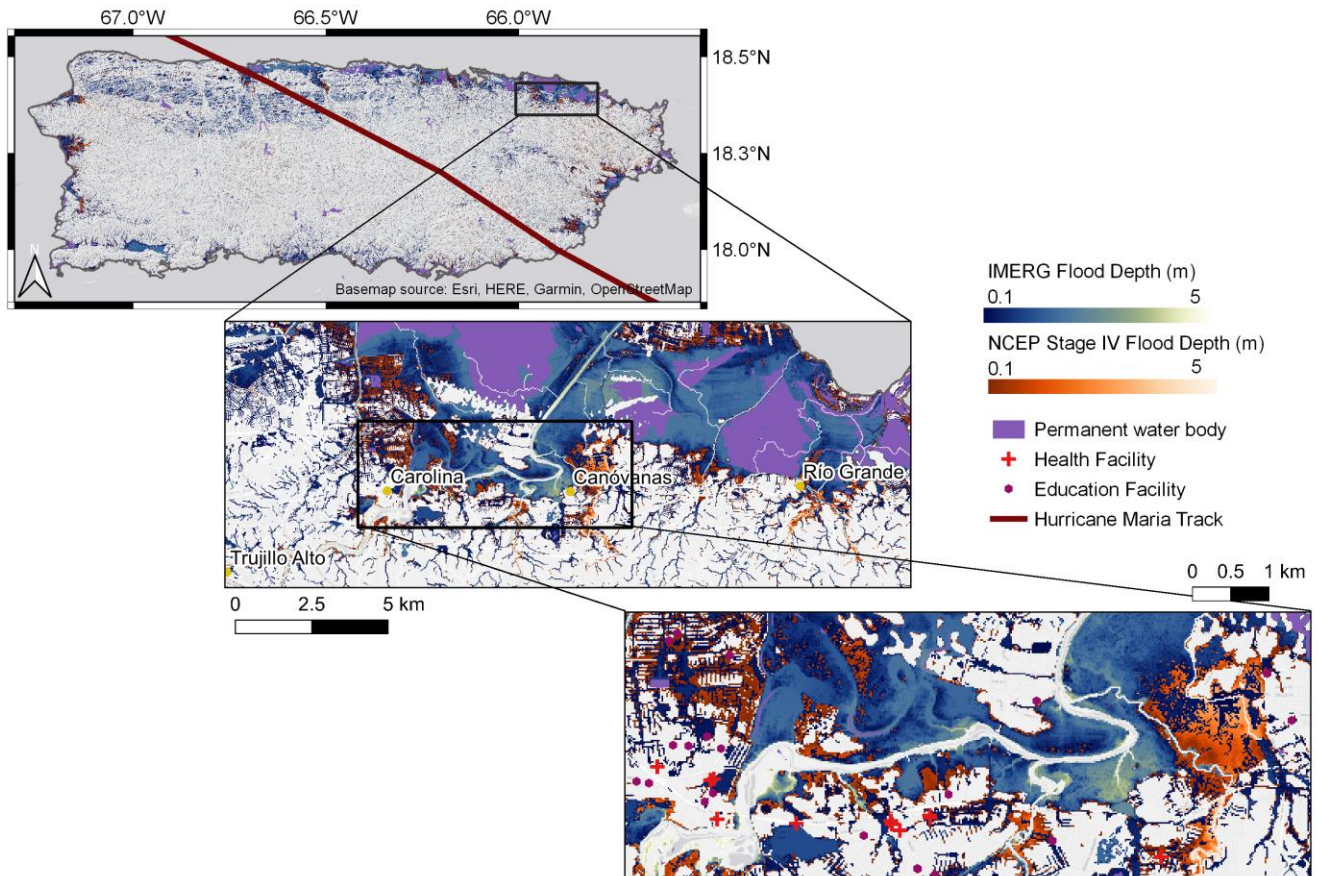 67.0°W 66.5°W 66.0°W
18.5°N
18.3°N
18.0°N
N
Basemap source: Esri, HERE, Garmin, OpenStreetMap
IMERG Flood Depth (m)
0.1 5
NCEP Stage IV Flood Depth (m)
0.1 5
Permanent water body
Health Facility
Education Facility
Hurricane Maria Track
Carolina
Canóvanas
Río Grande
Trujillo Alto
0 2.5 5 km
0 0.5 1 km